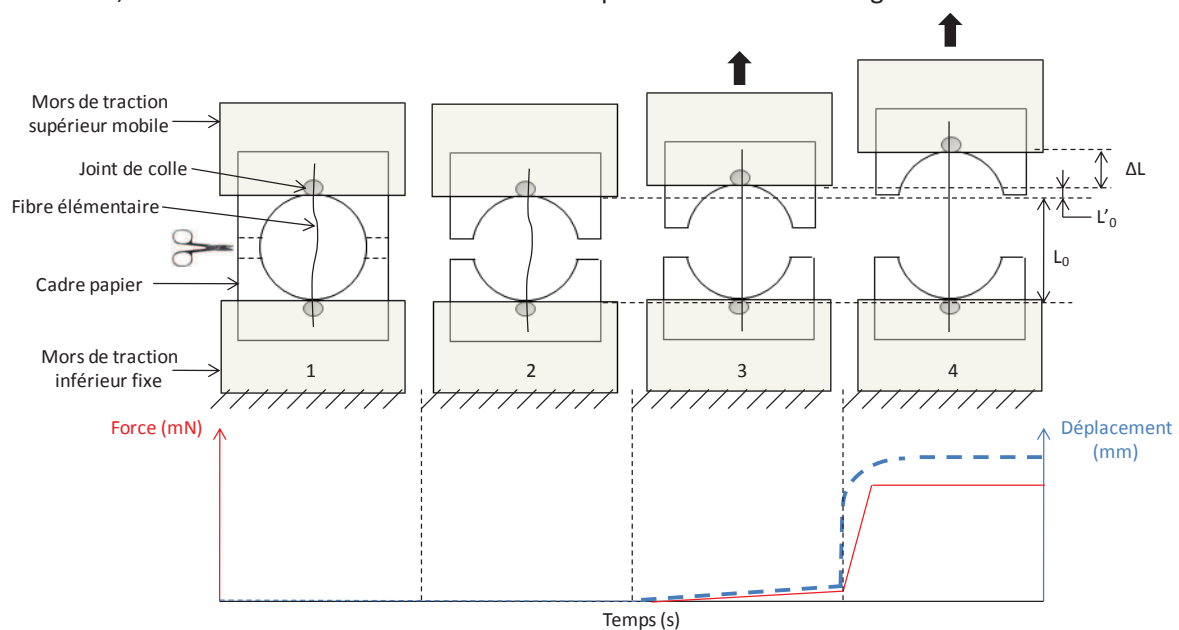 Mors de traction
supérieur mobile
Joint de colle
Fibre élémentaire
Cadre papier
Mors de traction
inférieur fixe
1
2
3
4
ΔL
L'0
L0
Force (mN)
Déplacement
(mm)
Temps (s)